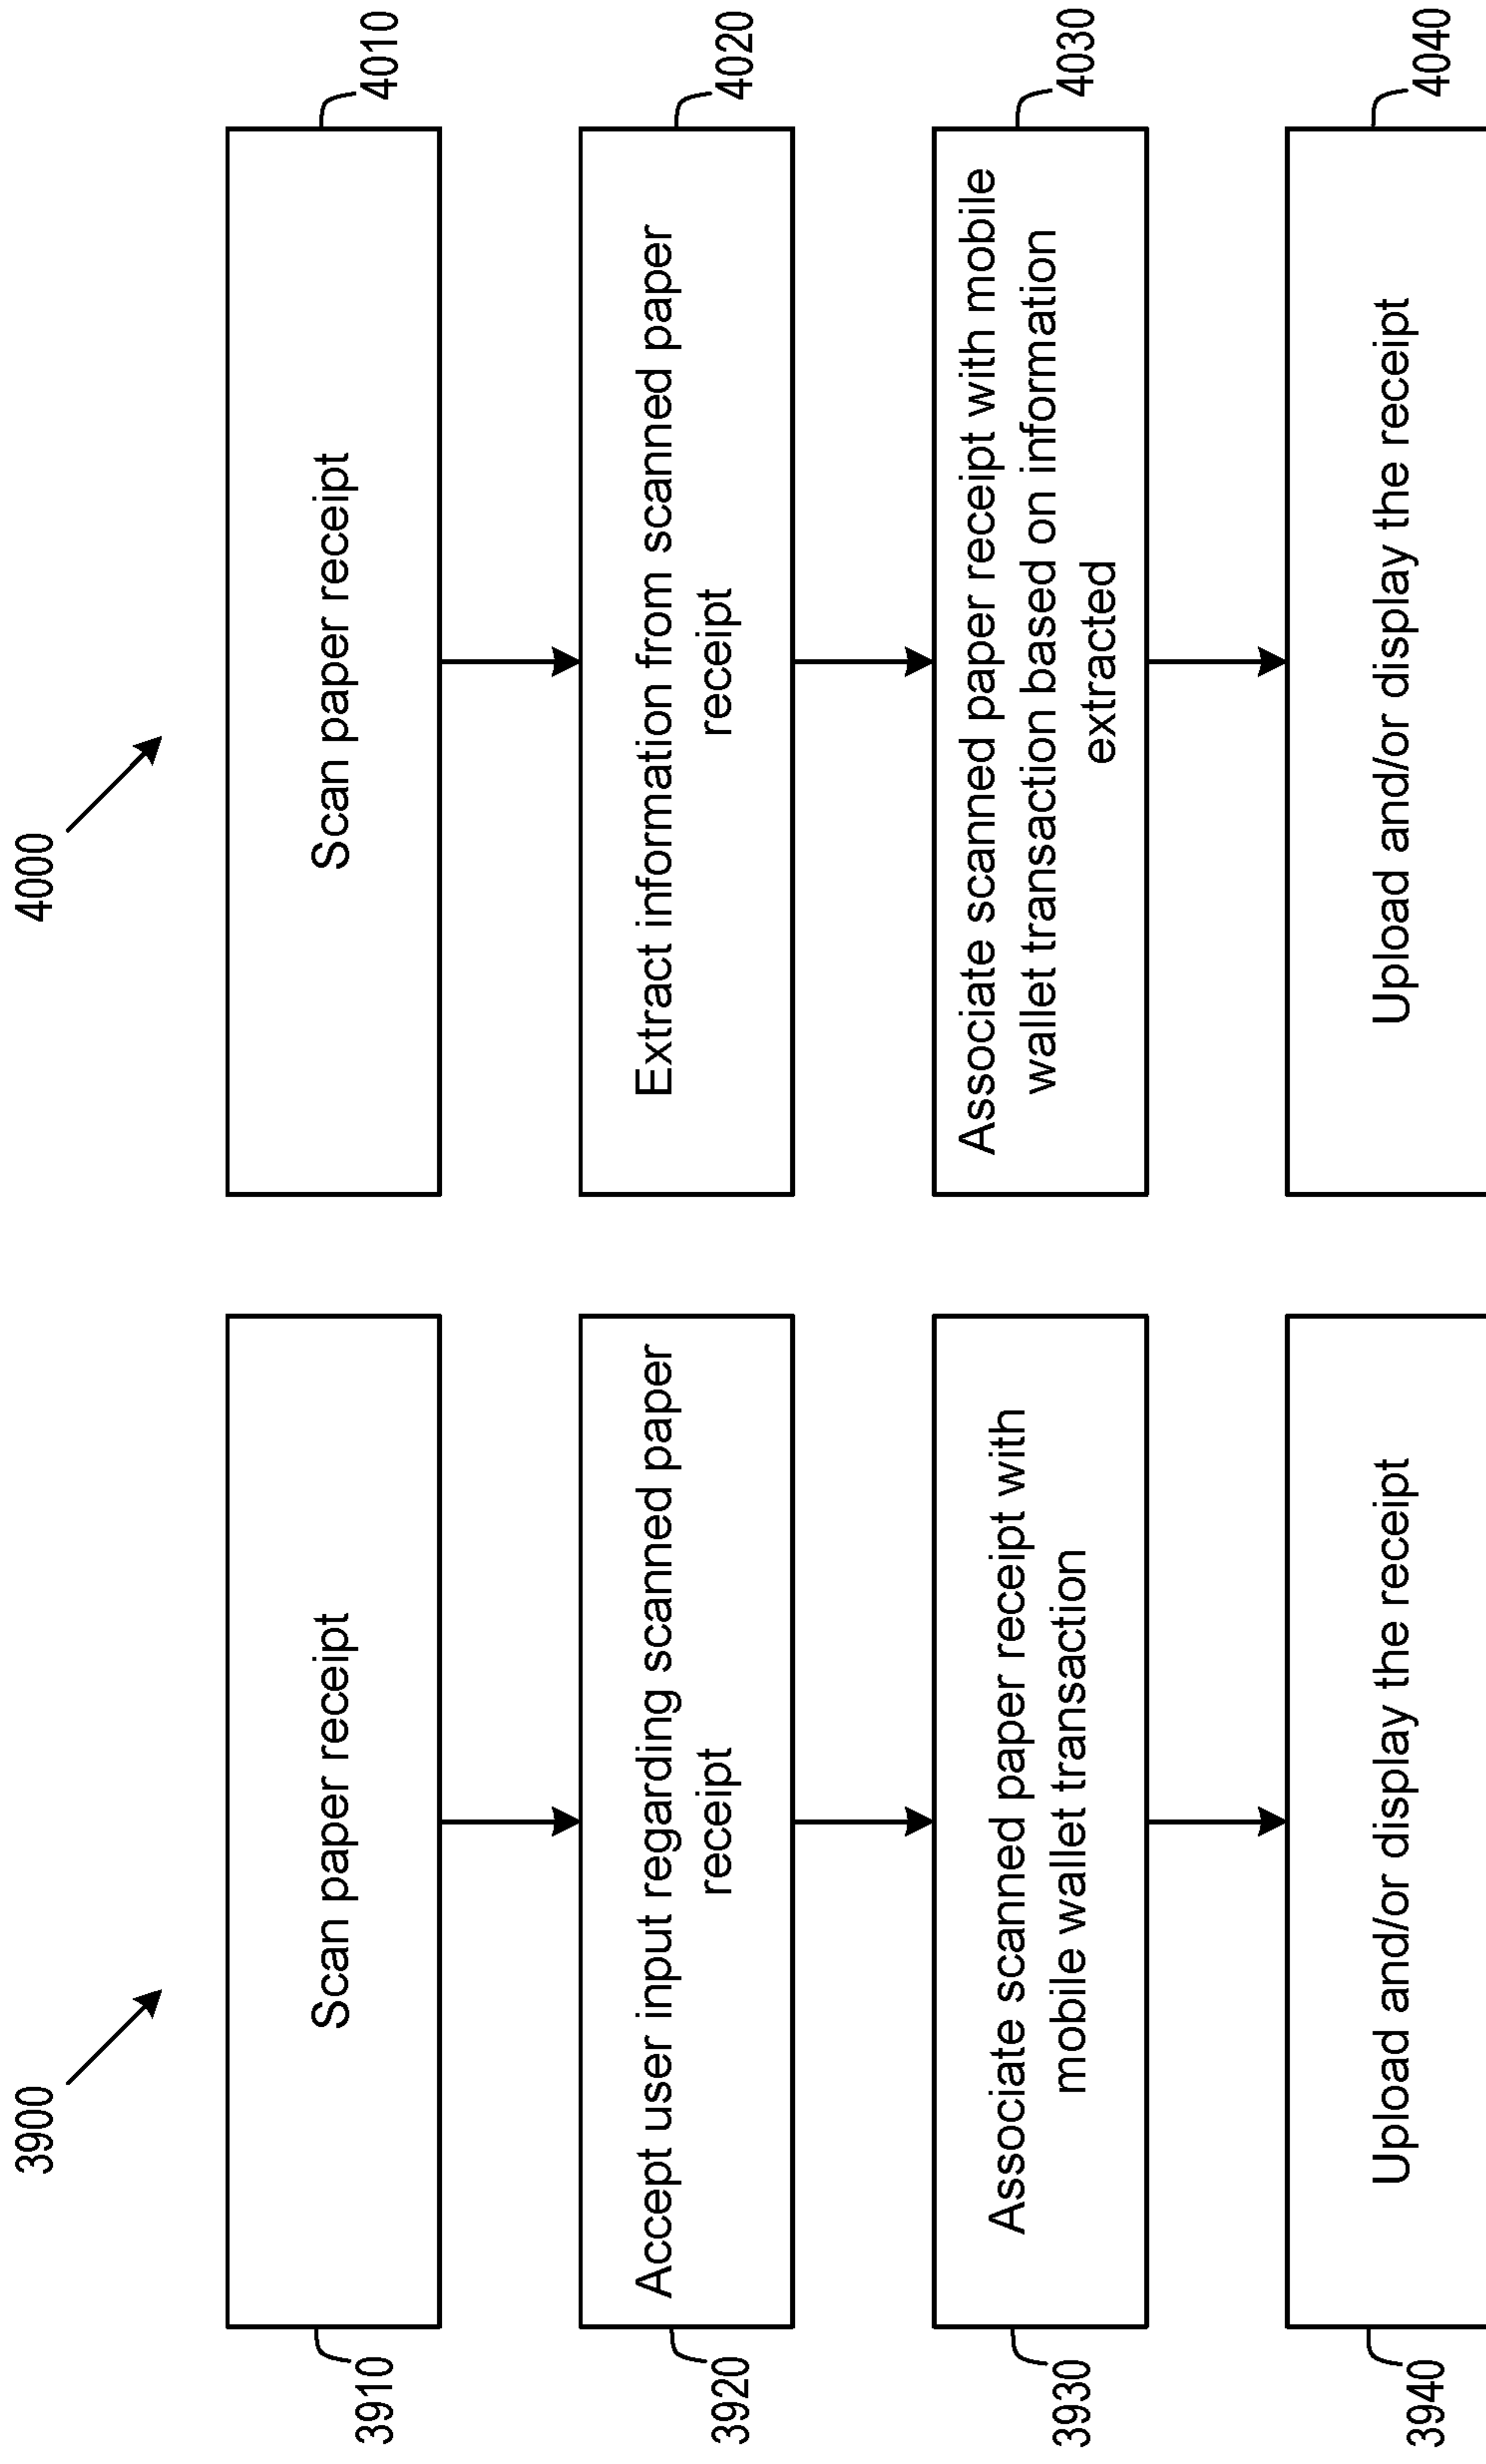 3900
3910
Scan paper receipt
3920
Accept user input regarding scanned paper
receipt
3930
Associate scanned paper receipt with
mobile wallet transaction
3940
Upload and/or display the receipt
4000
Scan paper receipt
4010
Extract information from scanned paper
receipt
4020
Associate scanned paper receipt with mobile
wallet transaction based on information
extracted
4030
Upload and/or display the receipt
4040